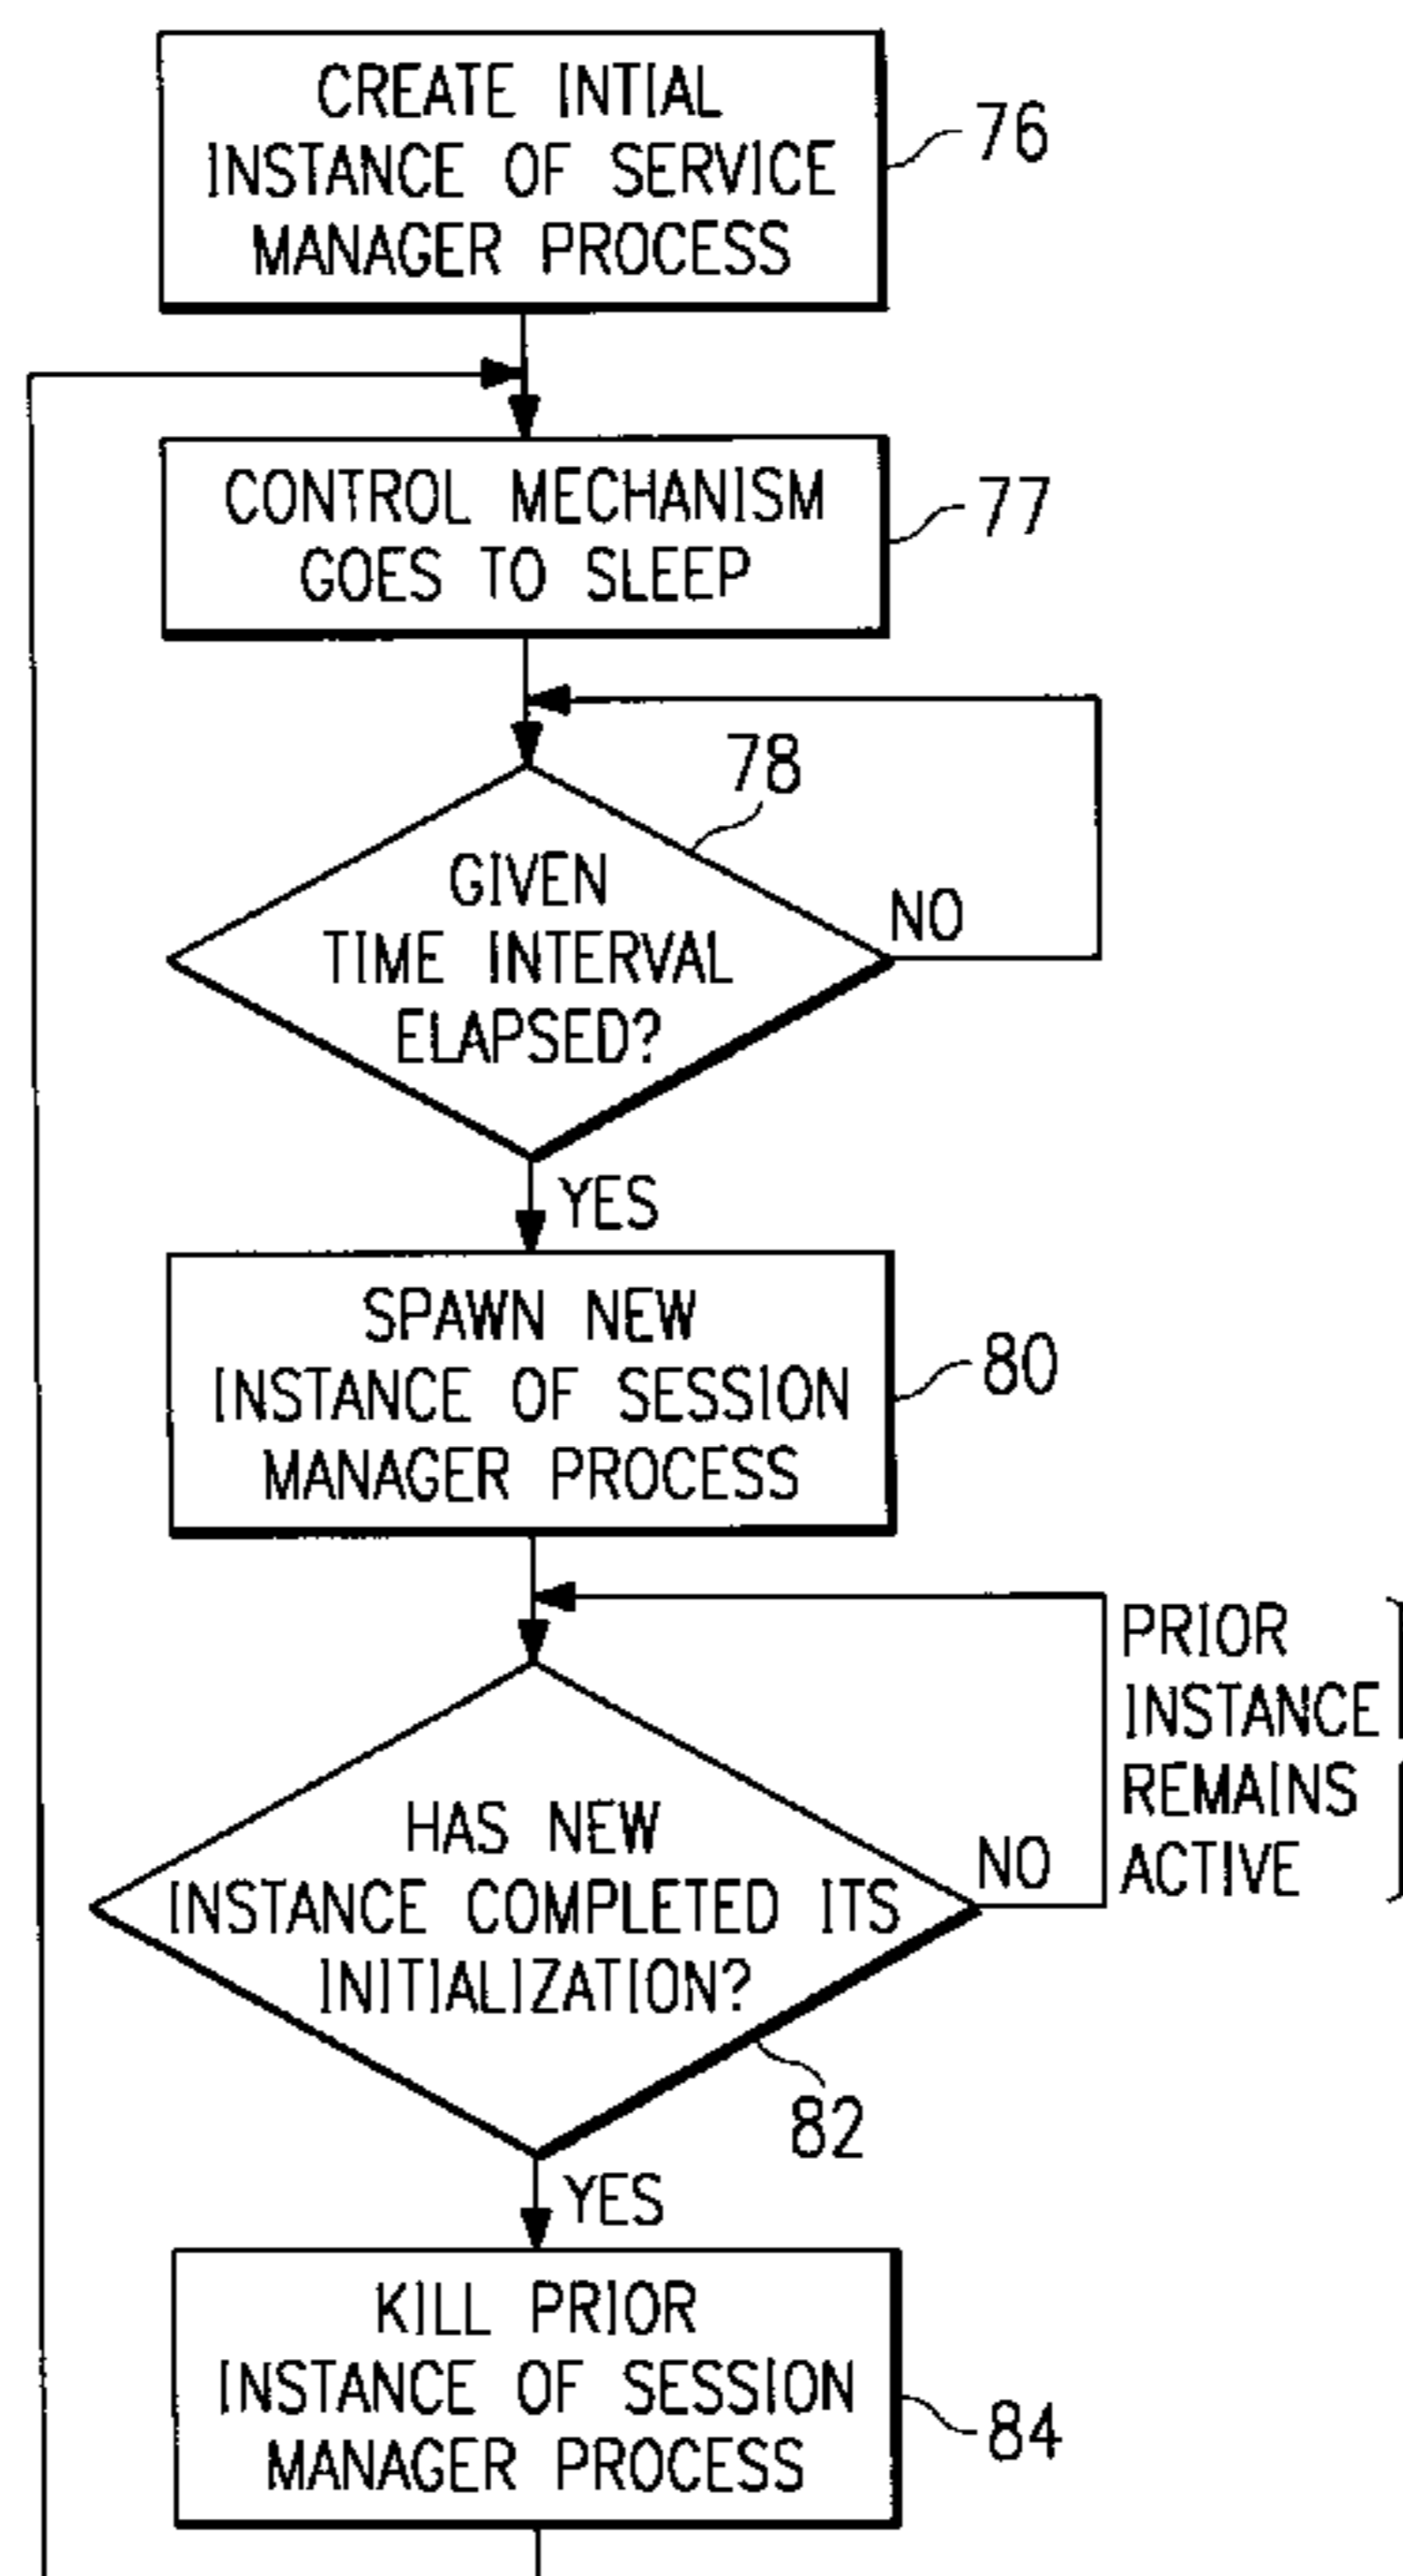 CREATE INTIAL
INSTANCE OF SERVICE
MANAGER PROCESS
76
CONTROL MECHANISM
GOES TO SLEEP
77
78
GIVEN
TIME INTERVAL
ELAPSED?
NO
YES
SPAWN NEW
INSTANCE OF SESSION
MANAGER PROCESS
80
PRIOR
INSTANCE
REMAINS
ACTIVE
HAS NEW
INSTANCE COMPLETED ITS
INITIALIZATION?
NO
82
YES
KILL PRIOR
INSTANCE OF SESSION
MANAGER PROCESS
84